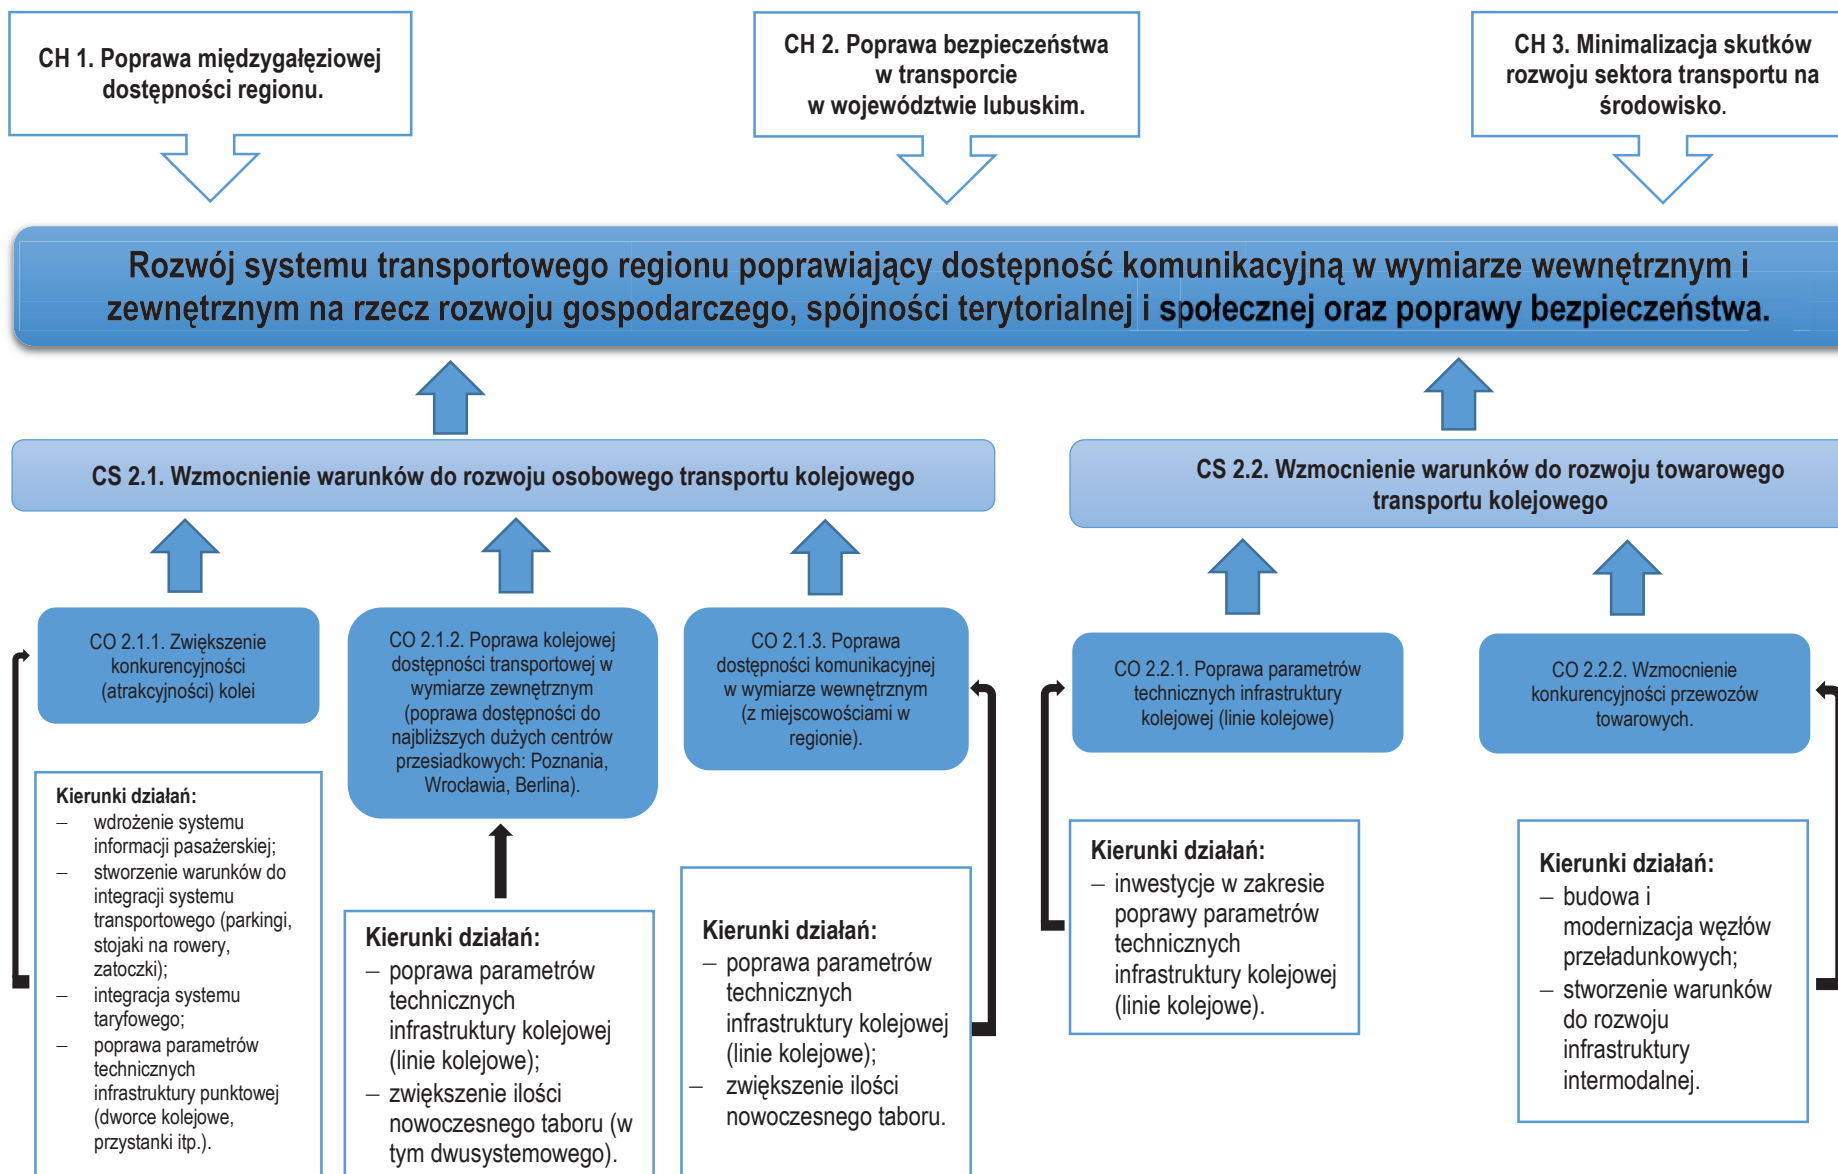 CH 1. Poprawa międzygałęziowej
dostępności regionu.
CH 2. Poprawa bezpieczeństwa
w transporcie
w województwie lubuskim.
CH 3. Minimalizacja skutków
rozwoju sektora transportu na
środowisko.
Rozwój systemu transportowego regionu poprawiający dostępność komunikacyjną w wymiarze wewnętrznym i
zewnętrznym na rzecz rozwoju gospodarczego, spójności terytorialnej i społecznej oraz poprawy bezpieczeństwa.
CS 2.1. Wzmocnienie warunków do rozwoju osobowego transportu kolejowego
CS 2.2. Wzmocnienie warunków do rozwoju towarowego
transportu kolejowego
CO 2.1.1. Zwiększenie
konkurencyjności
(atrakcyjności) kolei
CO 2.1.2. Poprawa kolejowej
dostępności transportowej w
wymiarze zewnętrznym
(poprawa dostępności do
najbliższych dużych centrów
przesiadkowych: Poznania,
Wrocławia, Berlina).
CO 2.1.3. Poprawa
dostępności komunikacyjnej
w wymiarze wewnętrznym
(z miejscowościami w
regionie).
CO 2.2.1. Poprawa parametrów
technicznych infrastruktury
kolejowej (linie kolejowe)
CO 2.2.2. Wzmocnienie
konkurencyjności przewozów
towarowych.
Kierunki działań:
– wdrożenie systemu
informacji pasażerskiej;
– stworzenie warunków do
integracji systemu
transportowego (parkingi,
stojaki na rowery,
zatoczki);
– integracja systemu
taryfowego;
– poprawa parametrów
technicznych
infrastruktury punktowej
(dworce kolejowe,
przystanki itp.).
Kierunki działań:
– poprawa parametrów
technicznych
infrastruktury kolejowej
(linie kolejowe);
– zwiększenie ilości
nowoczesnego taboru (w
tym dwusystemowego).
Kierunki działań:
– poprawa parametrów
technicznych
infrastruktury kolejowej
(linie kolejowe);
– zwiększenie ilości
nowoczesnego taboru.
Kierunki działań:
– inwestycje w zakresie
poprawy parametrów
technicznych
infrastruktury kolejowej
(linie kolejowe).
Kierunki działań:
– budowa i
modernizacja węzłów
przeładunkowych;
– stworzenie warunków
do rozwoju
infrastruktury
intermodalnej.